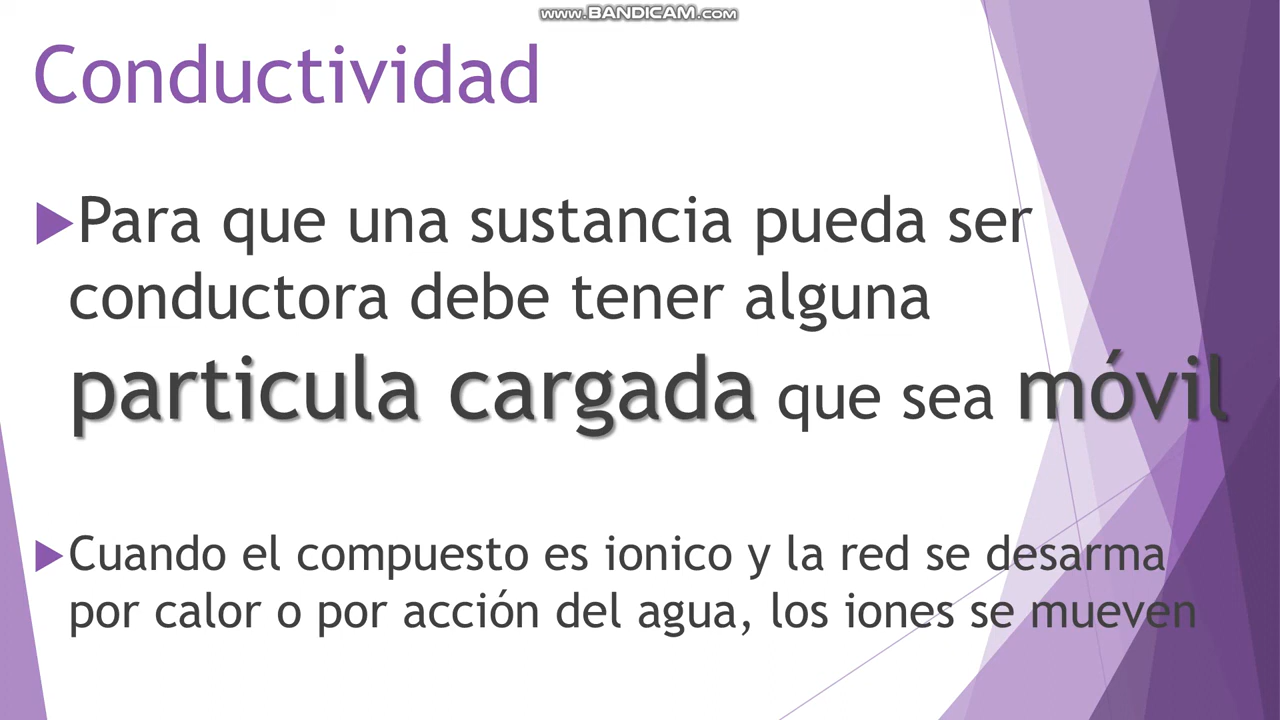 www.BANDICAM.com
Conductividad
Para que una sustancia pueda ser
conductora debe tener alguna
particula cargada que sea móvil
Cuando el compuesto es ionico y la red se desarma
por calor o por acción del agua, los iones se mueven